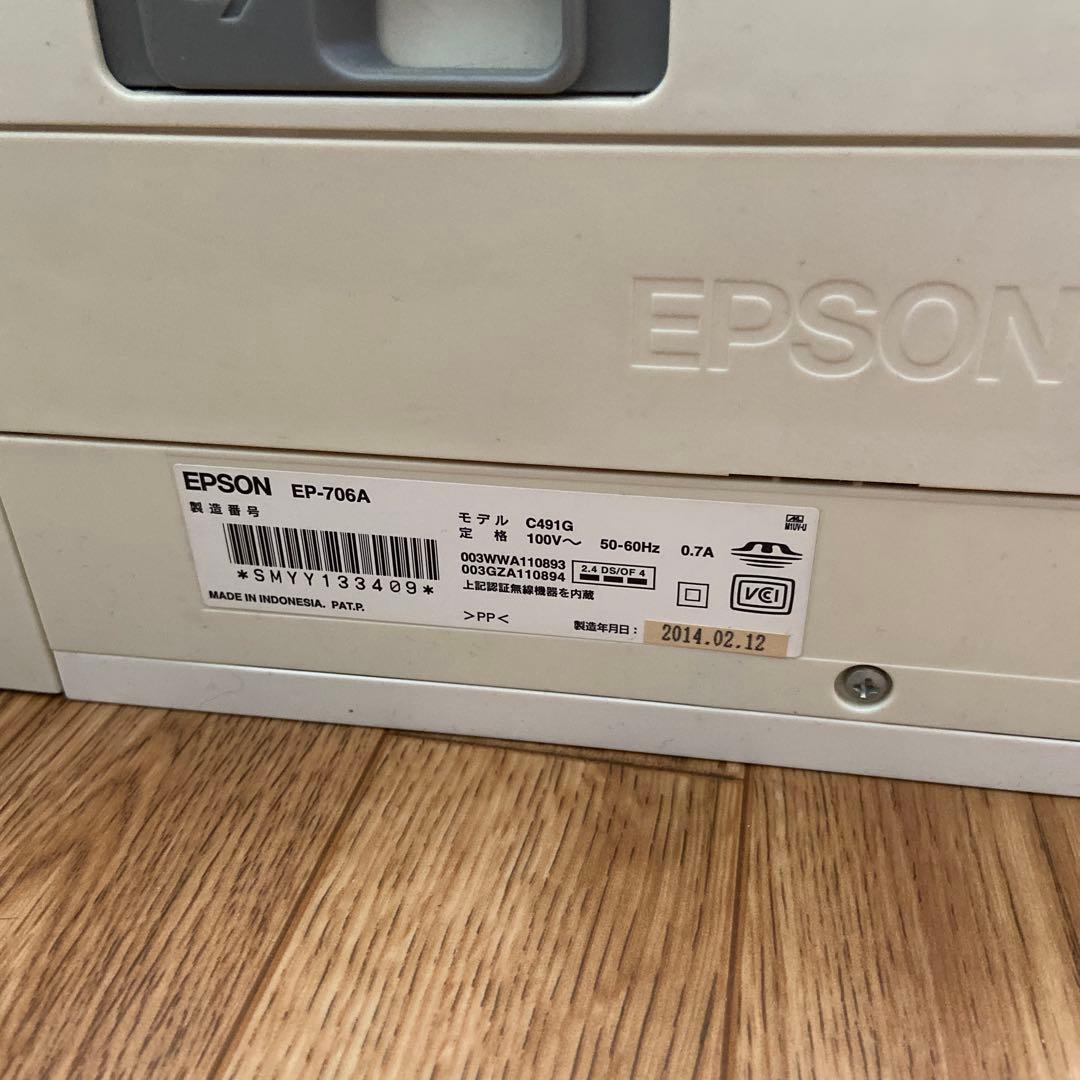 EPSON
EPSON EP-706A
製造番号
*SMYY133409*
MADE IN INDONESIA. PAT.P.
モデル C491G
定格 100V～ 50-60Hz 0.7A
003WWA110893
003GZA110894
2.4 DS/OF 4
上記認証無線機器を内蔵
>PP<
製造年月日：2014.02.12
M1UV-U
VCCI